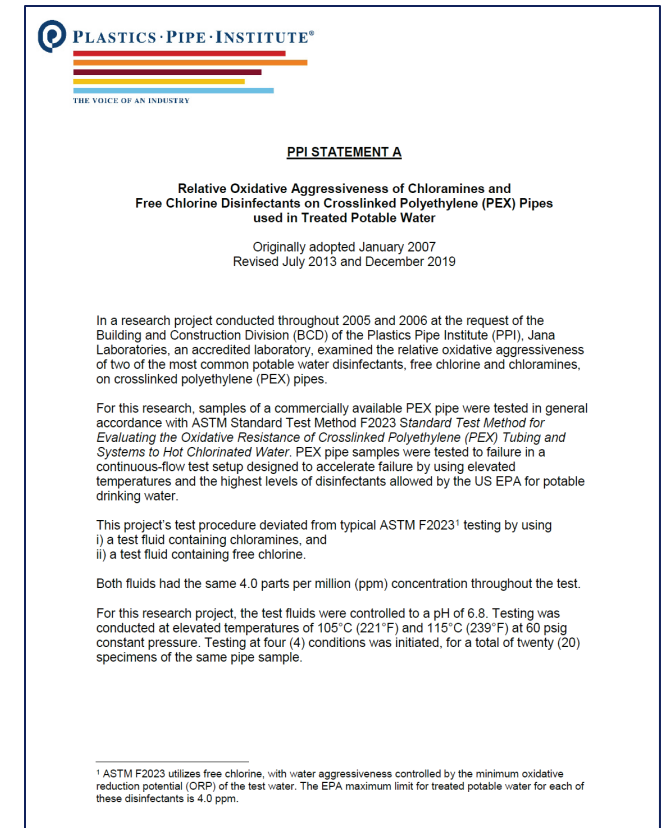 PLASTICS·PIPE·INSTITUTE®
THE VOICE OF AN INDUSTRY
PPI STATEMENT A
Relative Oxidative Aggressiveness of Chloramines and
Free Chlorine Disinfectants on Crosslinked Polyethylene (PEX) Pipes
used in Treated Potable Water
Originally adopted January 2007
Revised July 2013 and December 2019
In a research project conducted throughout 2005 and 2006 at the request of the
Building and Construction Division (BCD) of the Plastics Pipe Institute (PPI), Jana
Laboratories, an accredited laboratory, examined the relative oxidative aggressiveness
of two of the most common potable water disinfectants, free chlorine and chloramines,
on crosslinked polyethylene (PEX) pipes.
For this research, samples of a commercially available PEX pipe were tested in general
accordance with ASTM Standard Test Method F2023 Standard Test Method for
Evaluating the Oxidative Resistance of Crosslinked Polyethylene (PEX) Tubing and
Systems to Hot Chlorinated Water. PEX pipe samples were tested to failure in a
continuous-flow test setup designed to accelerate failure by using elevated
temperatures and the highest levels of disinfectants allowed by the US EPA for potable
drinking water.
This project's test procedure deviated from typical ASTM F2023¹ testing by using
i) a test fluid containing chloramines, and
ii) a test fluid containing free chlorine.
Both fluids had the same 4.0 parts per million (ppm) concentration throughout the test.
For this research project, the test fluids were controlled to a pH of 6.8. Testing was
conducted at elevated temperatures of 105°C (221°F) and 115°C (239°F) at 60 psig
constant pressure. Testing at four (4) conditions was initiated, for a total of twenty (20)
specimens of the same pipe sample.
¹ ASTM F2023 utilizes free chlorine, with water aggressiveness controlled by the minimum oxidative
reduction potential (ORP) of the test water. The EPA maximum limit for treated potable water for each of
these disinfectants is 4.0 ppm.